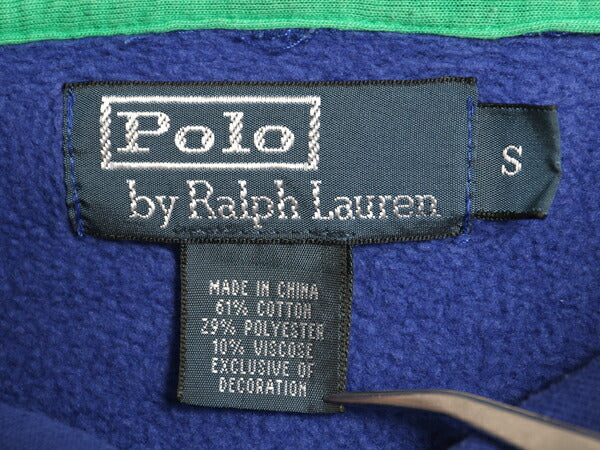 Polo
by Ralph Lauren
S
MADE IN CHINA
61% COTTON
29% POLYESTER
10% VISCOSE
EXCLUSIVE OF
DECORATION